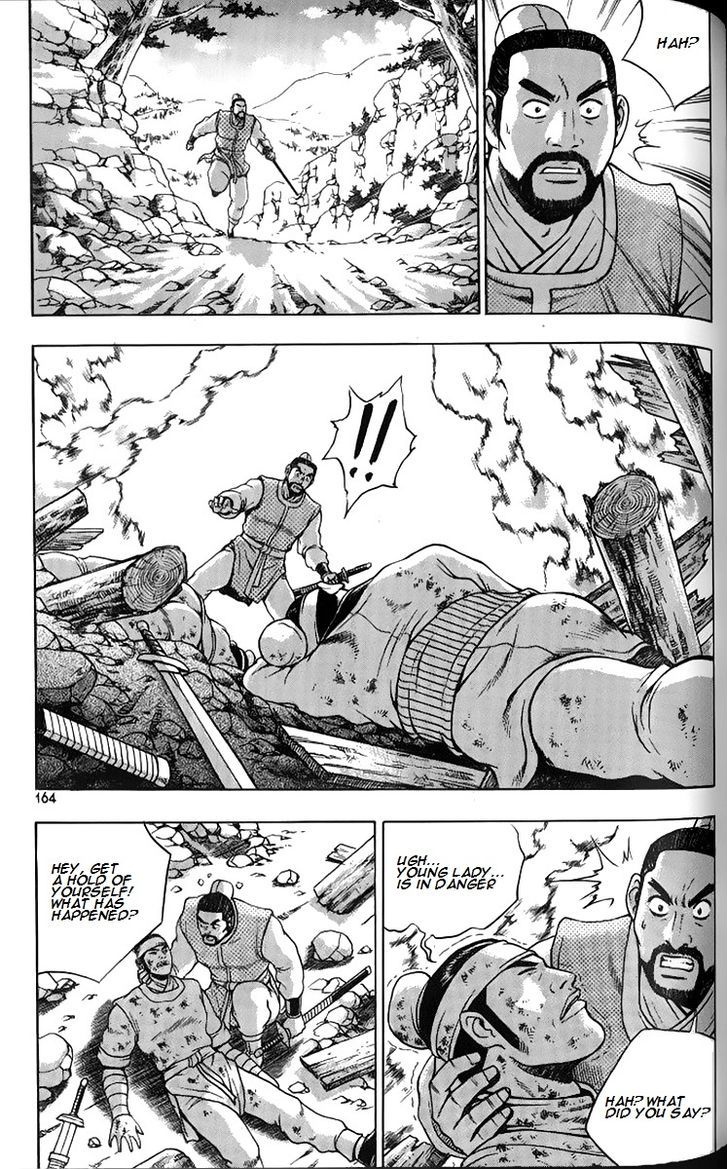 HAH?
!!
164
HEY, GET
A HOLD OF
YOURSELF!
WHAT HAS
HAPPENED?
UGH...
YOUNG LADY...
IS IN DANGER
HAH? WHAT
DID YOU SAY?